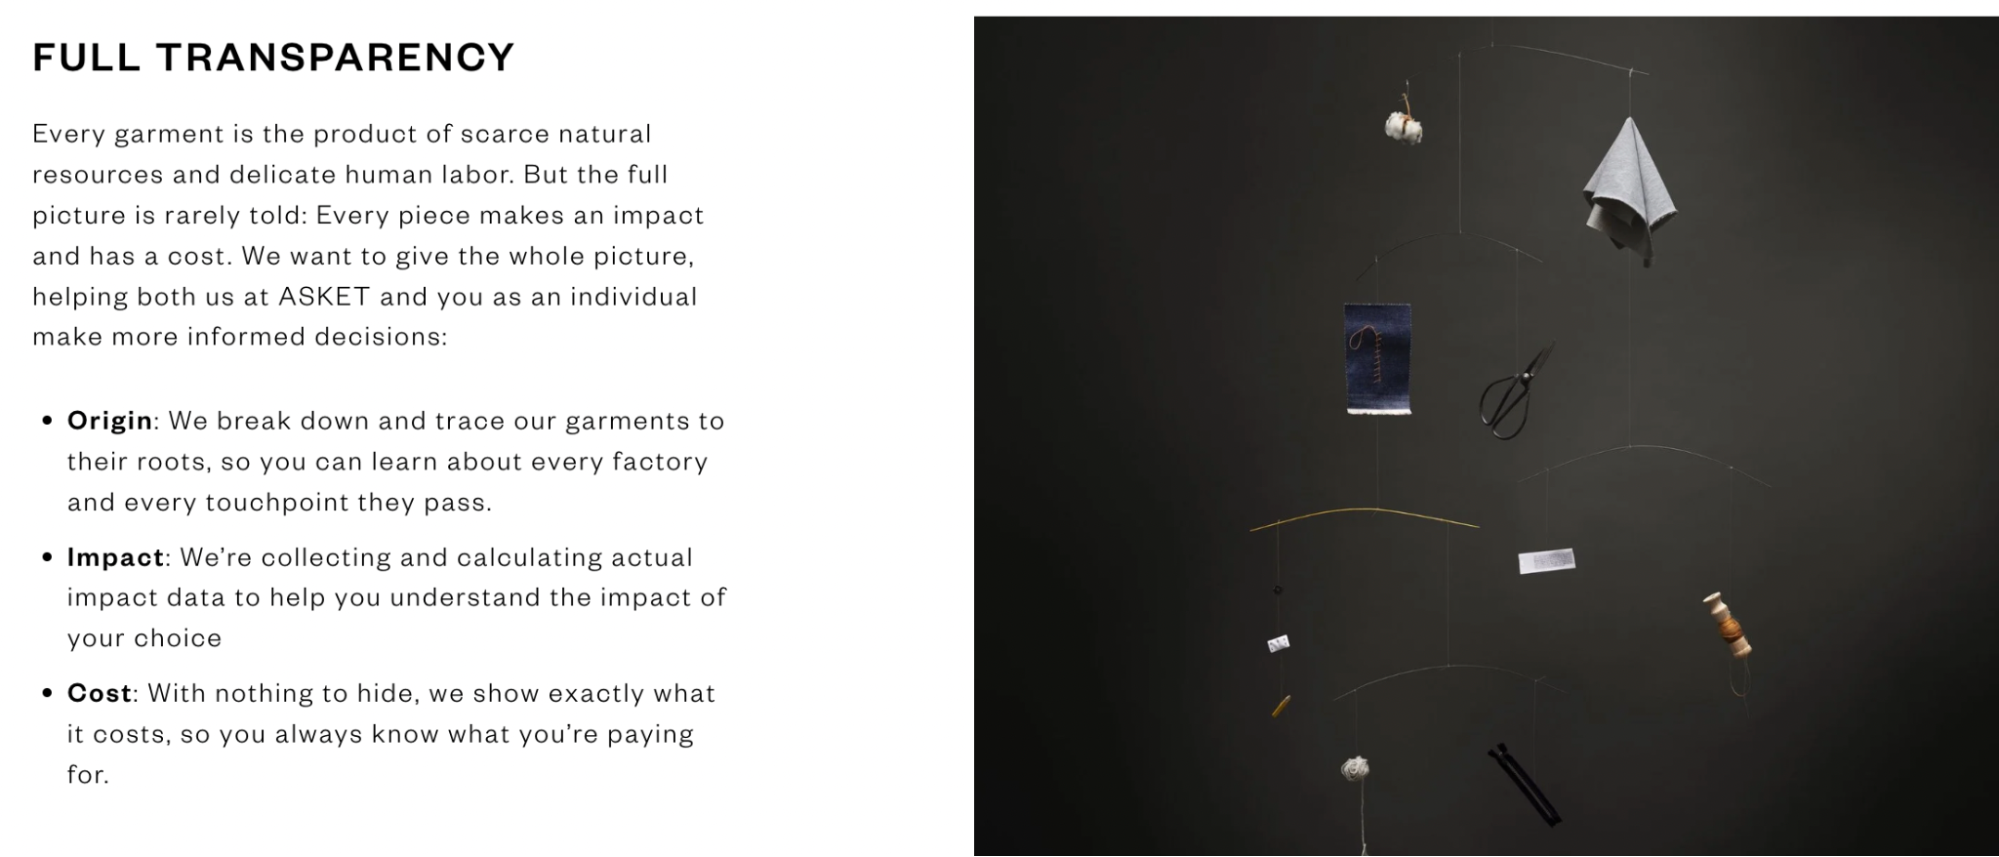 FULL TRANSPARENCY
Every garment is the product of scarce natural
resources and delicate human labor. But the full
picture is rarely told: Every piece makes an impact
and has a cost. We want to give the whole picture,
helping both us at ASKET and you as an individual
make more informed decisions:
• Origin: We break down and trace our garments to
their roots, so you can learn about every factory
and every touchpoint they pass.
• Impact: We’re collecting and calculating actual
impact data to help you understand the impact of
your choice
• Cost: With nothing to hide, we show exactly what
it costs, so you always know what you’re paying
for.